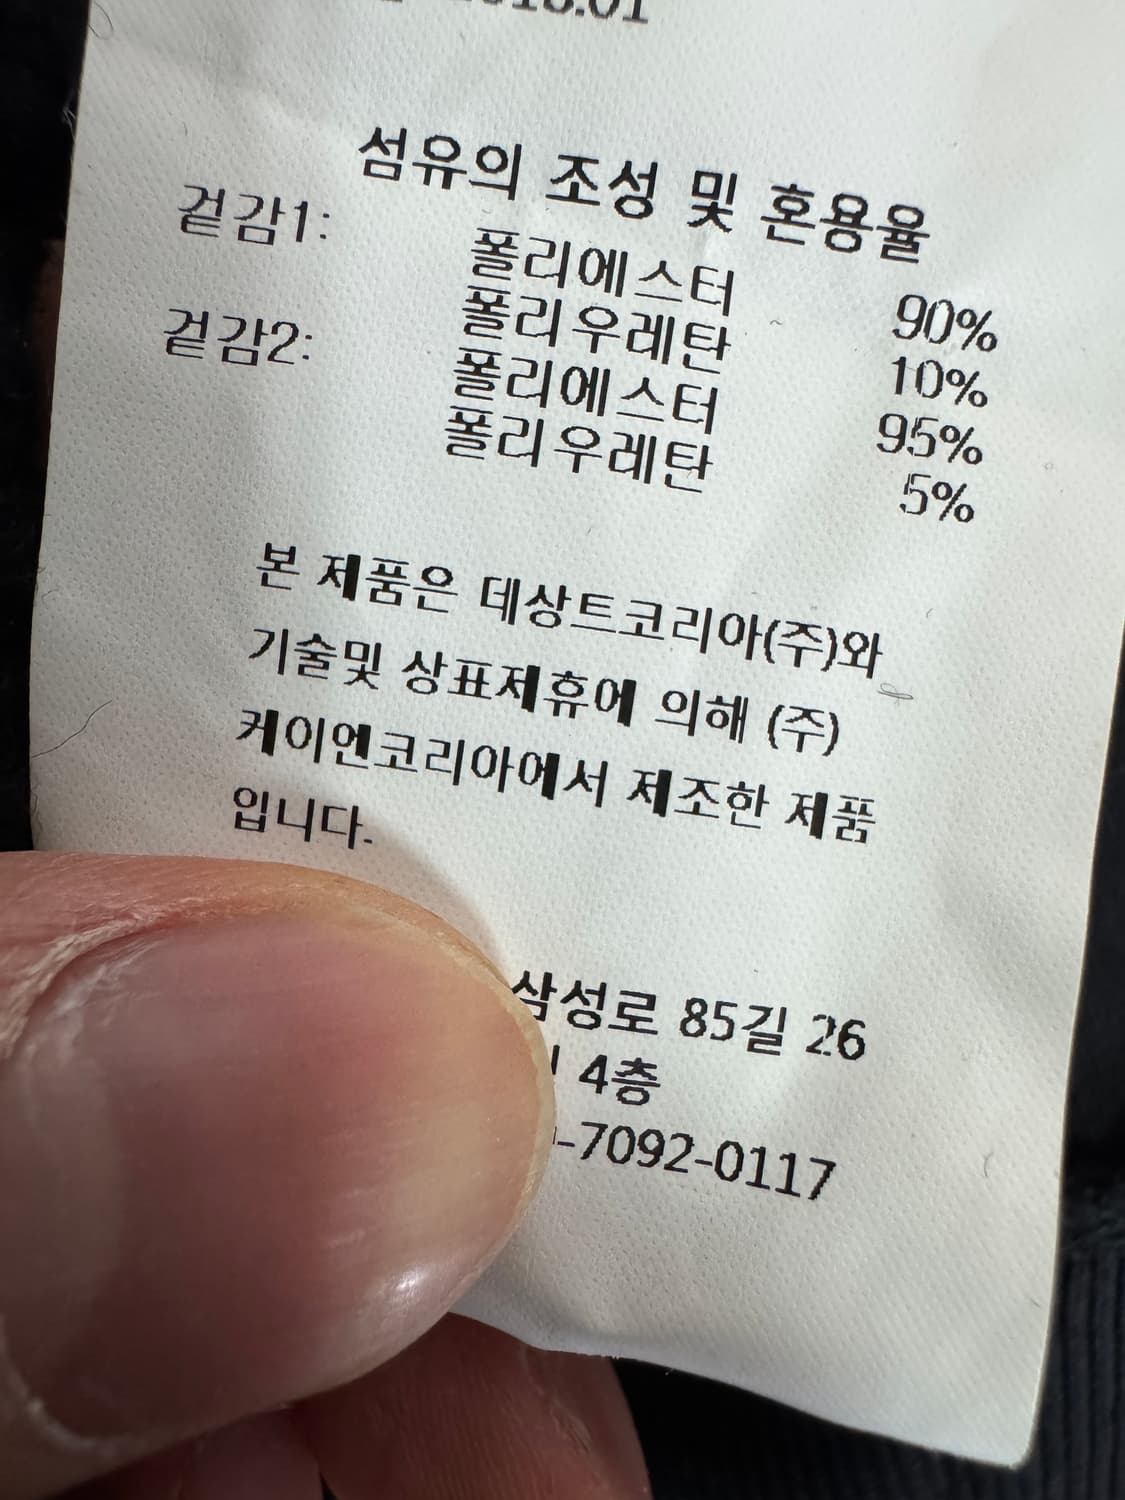 섬유의 조성 및 혼용율
겉감1: 폴리에스터 90%
폴리우레탄 10%
겉감2: 폴리에스터 95%
폴리우레탄 5%
본 제품은 데상트코리아(주)와
기술및 상표제휴에 의해 (주)
케이엔코리아에서 제조한 제품
입니다.
삼성로 85길 26
4층
-7092-0117